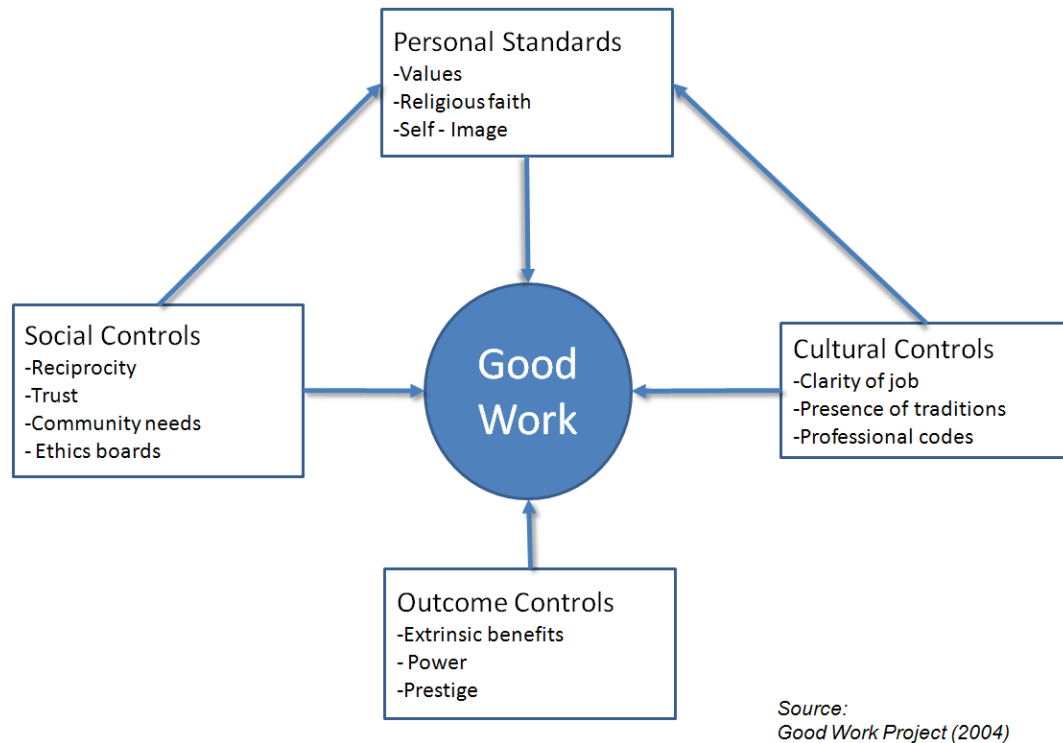 Personal Standards
-Values
-Religious faith
-Self - Image
Social Controls
-Reciprocity
-Trust
-Community needs
- Ethics boards
Good
Work
Cultural Controls
-Clarity of job
-Presence of traditions
-Professional codes
Outcome Controls
-Extrinsic benefits
- Power
-Prestige
Source:
Good Work Project (2004)